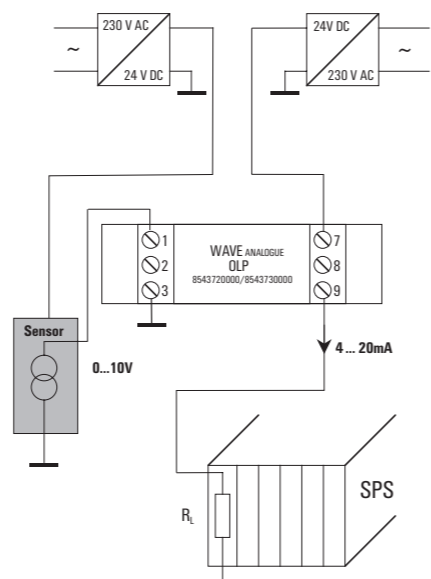 230 V AC
~
24 V DC
24V DC
~
230 V AC
1
2
3
WAVE ANALOGUE
OLP
8543720000/8543730000
7
8
9
Sensor
0...10V
4 ... 20mA
SPS
RL